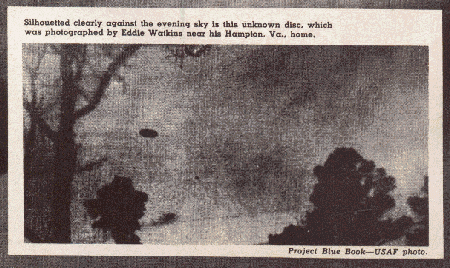 Silhouetted clearly against the evening sky is this unknown disc, which
was photographed by Eddie Watkins near his Hampton, Va., home.
Project Blue Book—USAF photo.